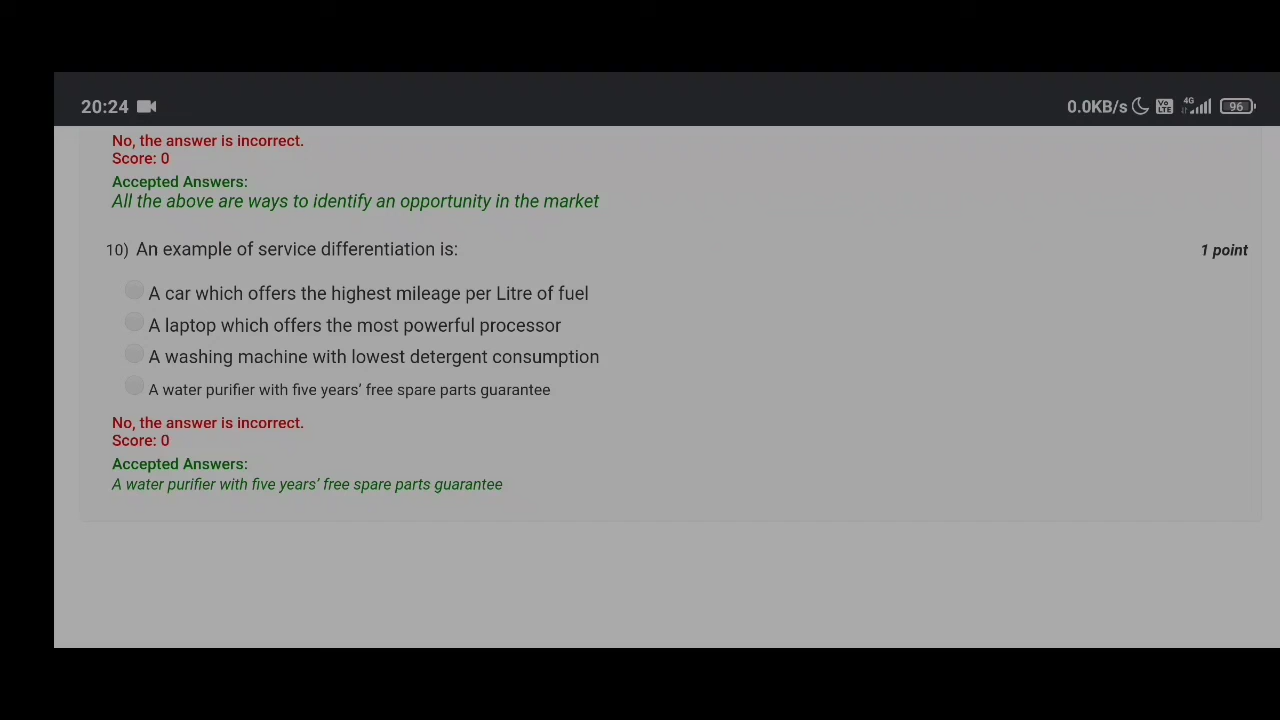 20:24 0.0KB/s Vo LTE 4G 96
No, the answer is incorrect.
Score: 0
Accepted Answers:
All the above are ways to identify an opportunity in the market
10) An example of service differentiation is: 1 point
A car which offers the highest mileage per Litre of fuel
A laptop which offers the most powerful processor
A washing machine with lowest detergent consumption
A water purifier with five years’ free spare parts guarantee
No, the answer is incorrect.
Score: 0
Accepted Answers:
A water purifier with five years’ free spare parts guarantee